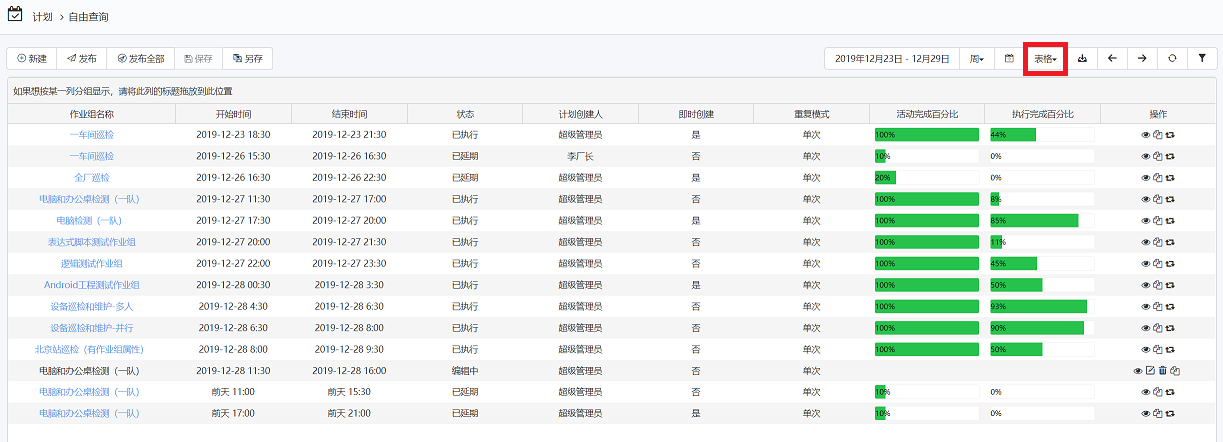 计划 > 自由查询
新建 发布 发布全部 保存 另存 2019年12月23日 - 12月29日 周 表格
如果想按某一列分组显示，请将此列的标题拖放到此位置
作业组名称 开始时间 结束时间 状态 计划创建人 即时创建 重复模式 活动完成百分比 执行完成百分比 操作
一车间巡检 2019-12-23 18:30 2019-12-23 21:30 已执行 超级管理员 是 单次 100% 44%
一车间巡检 2019-12-26 15:30 2019-12-26 16:30 已延期 李厂长 否 单次 10% 0%
全厂巡检 2019-12-26 16:30 2019-12-26 22:30 已延期 超级管理员 是 单次 20% 0%
电脑和办公桌检测（一队） 2019-12-27 11:30 2019-12-27 17:00 已执行 超级管理员 否 单次 100% 8%
电脑检测（一队） 2019-12-27 17:30 2019-12-27 20:00 已执行 超级管理员 是 单次 100% 85%
表达式脚本测试作业组 2019-12-27 20:00 2019-12-27 21:30 已执行 超级管理员 否 单次 100% 11%
逻辑测试作业组 2019-12-27 22:00 2019-12-27 23:30 已执行 超级管理员 否 单次 100% 45%
Android工程测试作业组 2019-12-28 00:30 2019-12-28 3:30 已执行 超级管理员 是 单次 100% 50%
设备巡检和维护-多人 2019-12-28 4:30 2019-12-28 6:30 已执行 超级管理员 否 单次 100% 93%
设备巡检和维护-并行 2019-12-28 6:30 2019-12-28 8:00 已执行 超级管理员 否 单次 100% 90%
北京站巡检（有作业组属性） 2019-12-28 8:00 2019-12-28 9:30 已执行 超级管理员 否 单次 100% 50%
电脑和办公桌检测（一队） 2019-12-28 11:30 2019-12-28 16:00 编辑中 超级管理员 否 单次
电脑和办公桌检测（一队） 前天 11:00 前天 15:30 已延期 超级管理员 否 单次 10% 0%
电脑和办公桌检测（一队） 前天 17:00 前天 21:00 已延期 超级管理员 是 单次 10% 0%